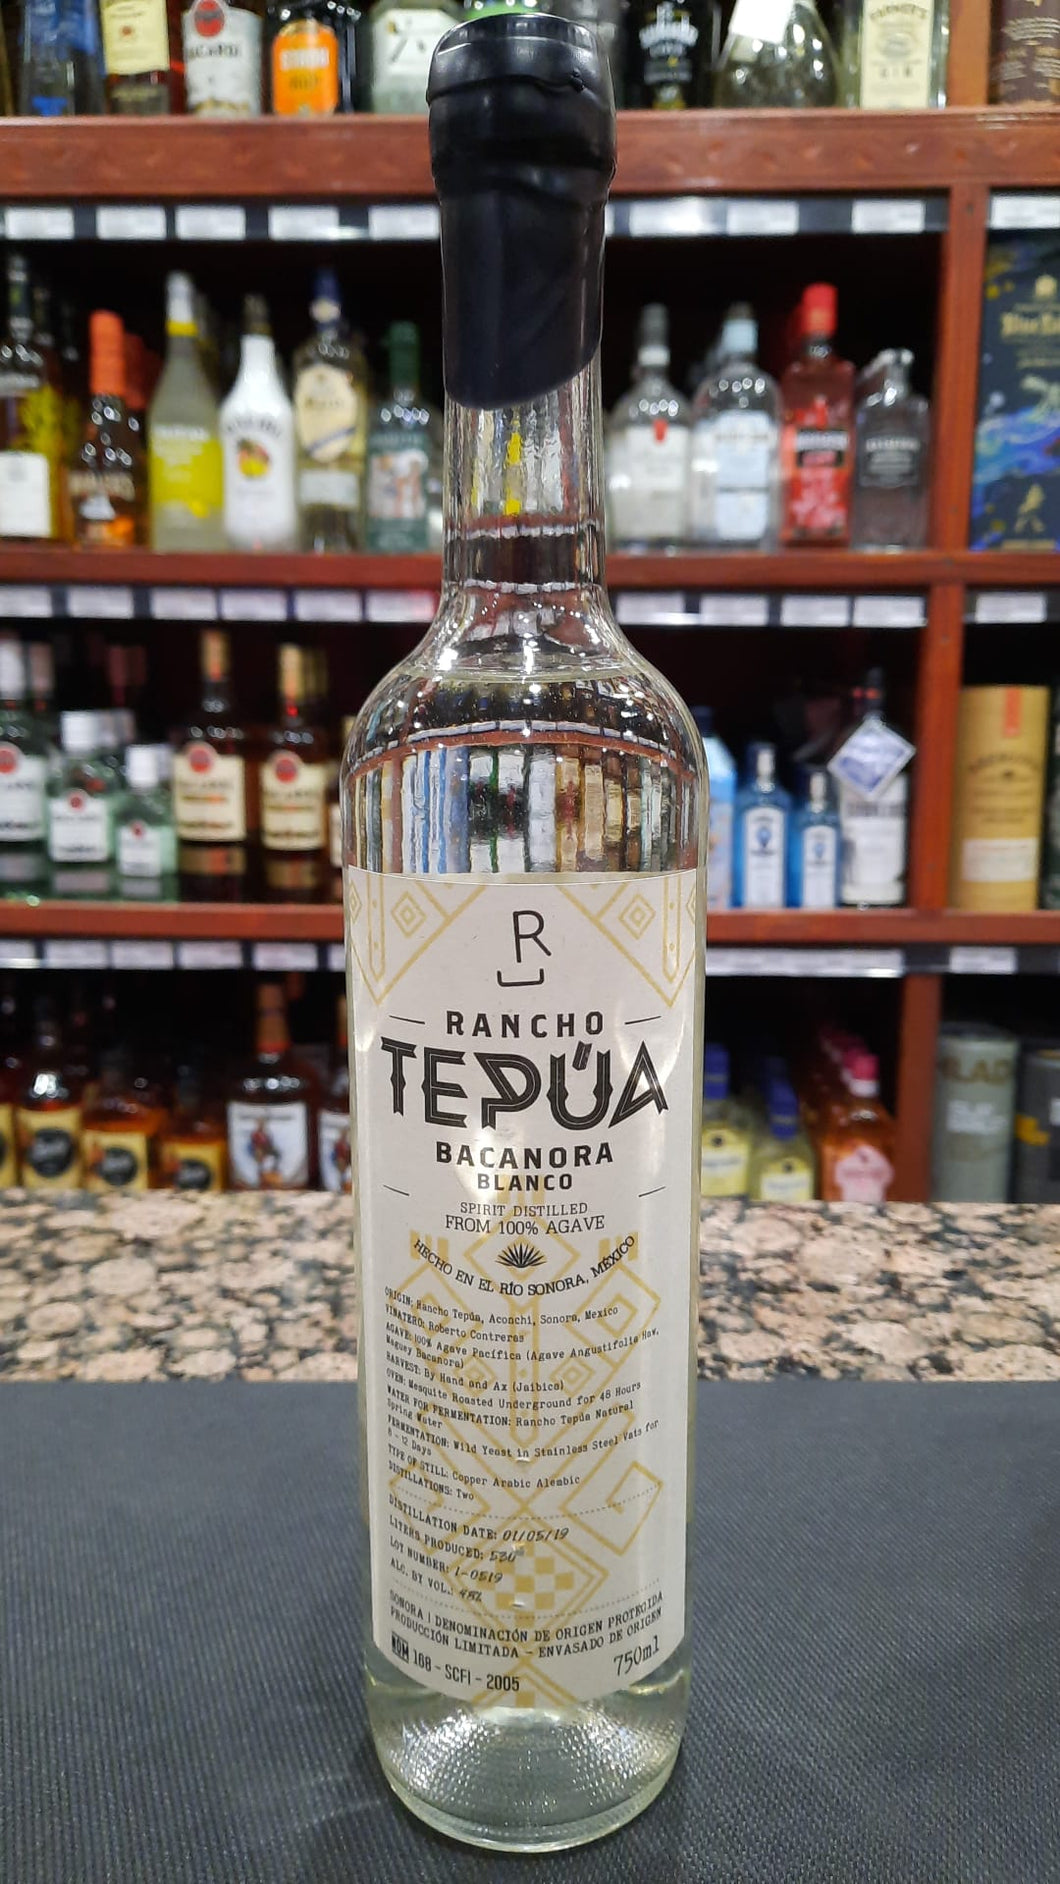 BACARDI
R
RANCHO
TEPÚA
BACANORA
BLANCO
SPIRIT DISTILLED
FROM 100% AGAVE
HECHO EN EL RÍO SONORA, MÉXICO
ORIGIN: Rancho Tepúa, Aconchi, Sonora, Mexico
VINATERO: Roberto Contreras
AGAVE: 100% Agave Pacífica (Agave Angustifolia Haw,
Maguey Bacanora)
HARVEST: By Hand and Ax (Jaibica)
OVEN: Mesquite Roasted Underground for 48 Hours
WATER FOR FERMENTATION: Rancho Tepúa Natural
Spring Water
FERMENTATION: Wild Yeast in Stainless Steel Vats for
8 - 12 Days
TYPE OF STILL: Copper Arabic Alembic
DISTILLATIONS: Two
DISTILLATION DATE: 01/05/19
LITERS PRODUCED: 530
LOT NUMBER: 1-0519
ALC. BY VOL.: 48%
SONORA | DENOMINACIÓN DE ORIGEN PROTEGIDA
PRODUCCIÓN LIMITADA - ENVASADO DE ORIGEN
NOM 168 - SCFI - 2005
750ml